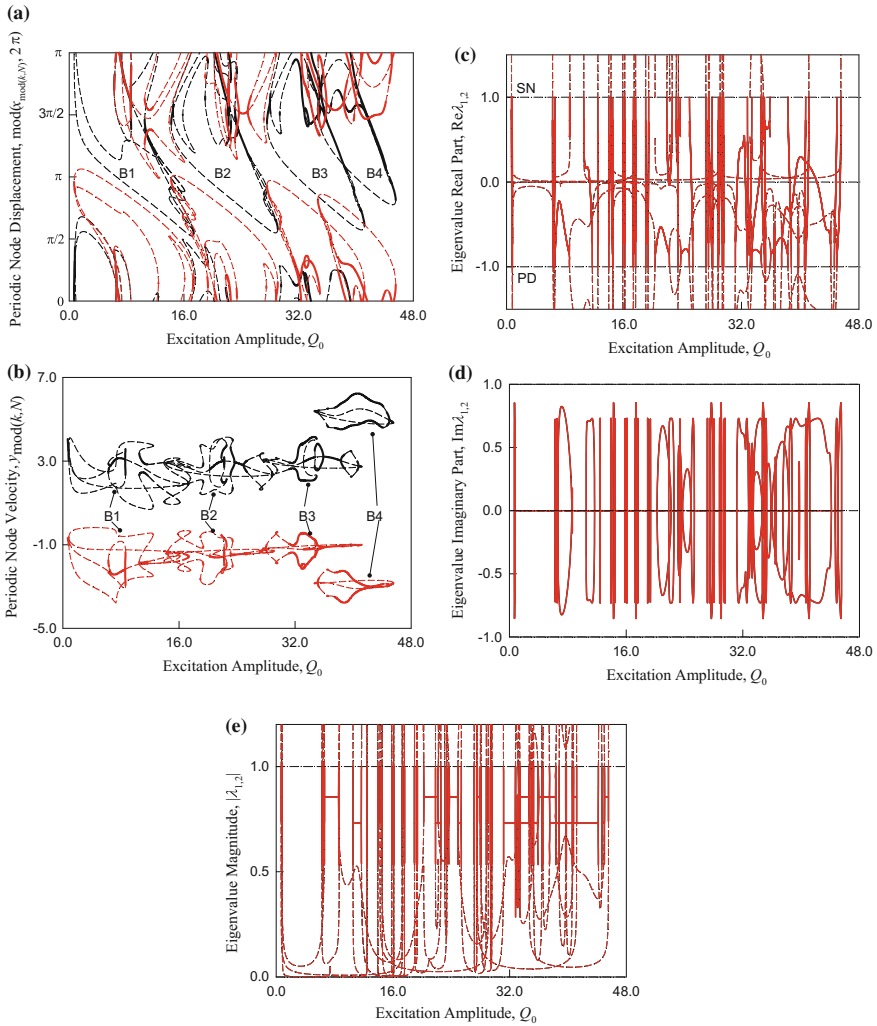 (a)
Periodic Node Displacement, mod(x_mod(k,N), 2 π)
π
3π/2
π
π/2
0
B1
B2
B3
B4
0.0
16.0
32.0
48.0
Excitation Amplitude, Q₀
(b)
Periodic Node Velocity, y_mod(k,N)
7.0
3.0
-1.0
-5.0
B1
B2
B3
B4
0.0
16.0
32.0
48.0
Excitation Amplitude, Q₀
(c)
Eigenvalue Real Part, Reλ₁,₂
SN
1.0
0.0
-1.0
PD
0.0
16.0
32.0
48.0
Excitation Amplitude, Q₀
(d)
Eigenvalue Imaginary Part, Imλ₁,₂
1.0
0.5
0.0
-0.5
-1.0
0.0
16.0
32.0
48.0
Excitation Amplitude, Q₀
(e)
Eigenvalue Magnitude, |λ₁,₂|
1.0
0.5
0.0
0.0
16.0
32.0
48.0
Excitation Amplitude, Q₀